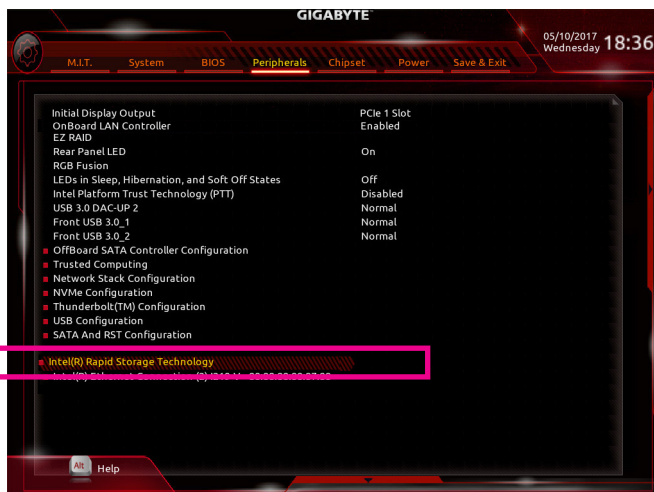 GIGABYTE™
05/10/2017
Wednesday 18:36
M.I.T. System BIOS Peripherals Chipset Power Save & Exit
Initial Display Output PCIe 1 Slot
OnBoard LAN Controller Enabled
EZ RAID
Rear Panel LED On
RGB Fusion
LEDs in Sleep, Hibernation, and Soft Off States Off
Intel Platform Trust Technology (PTT) Disabled
USB 3.0 DAC-UP 2 Normal
Front USB 3.0_1 Normal
Front USB 3.0_2 Normal
OffBoard SATA Controller Configuration
Trusted Computing
Network Stack Configuration
NVMe Configuration
Thunderbolt(TM) Configuration
USB Configuration
SATA And RST Configuration
Intel(R) Rapid Storage Technology
Intel(R) Ethernet Connection
Alt Help